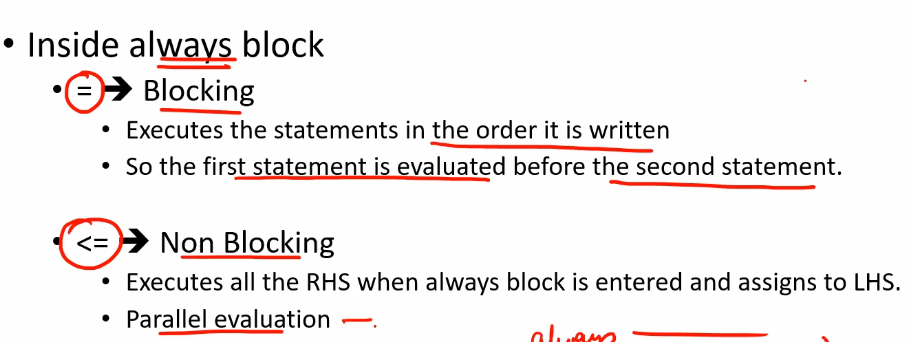 • Inside always block
• = → Blocking
• Executes the statements in the order it is written
• So the first statement is evaluated before the second statement.
• <= → Non Blocking
• Executes all the RHS when always block is entered and assigns to LHS.
• Parallel evaluation
always